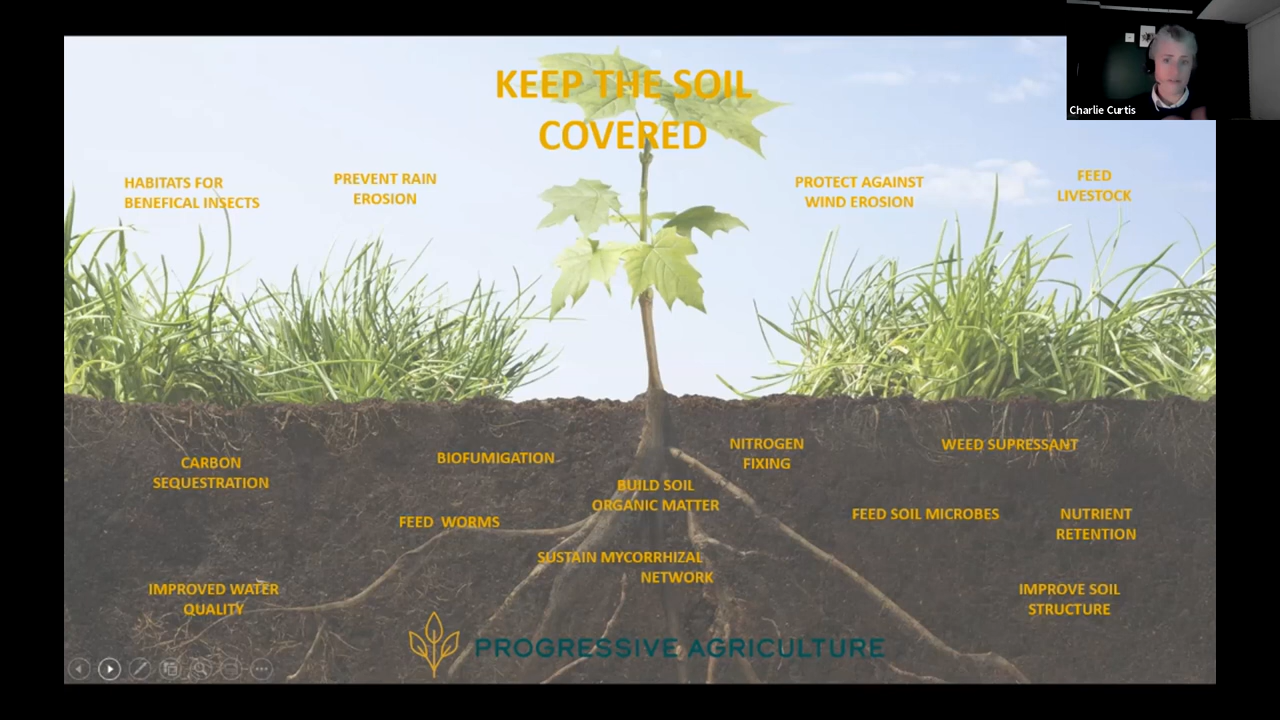 KEEP THE SOIL
COVERED
Charlie Curtis
HABITATS FOR
BENEFICAL INSECTS
PREVENT RAIN
EROSION
PROTECT AGAINST
WIND EROSION
FEED
LIVESTOCK
CARBON
SEQUESTRATION
BIOFUMIGATION
BUILD SOIL
ORGANIC MATTER
NITROGEN
FIXING
WEED SUPRESSANT
FEED WORMS
FEED SOIL MICROBES
NUTRIENT
RETENTION
SUSTAIN MYCORRHIZAL
NETWORK
IMPROVED WATER
QUALITY
IMPROVE SOIL
STRUCTURE
PROGRESSIVE AGRICULTURE